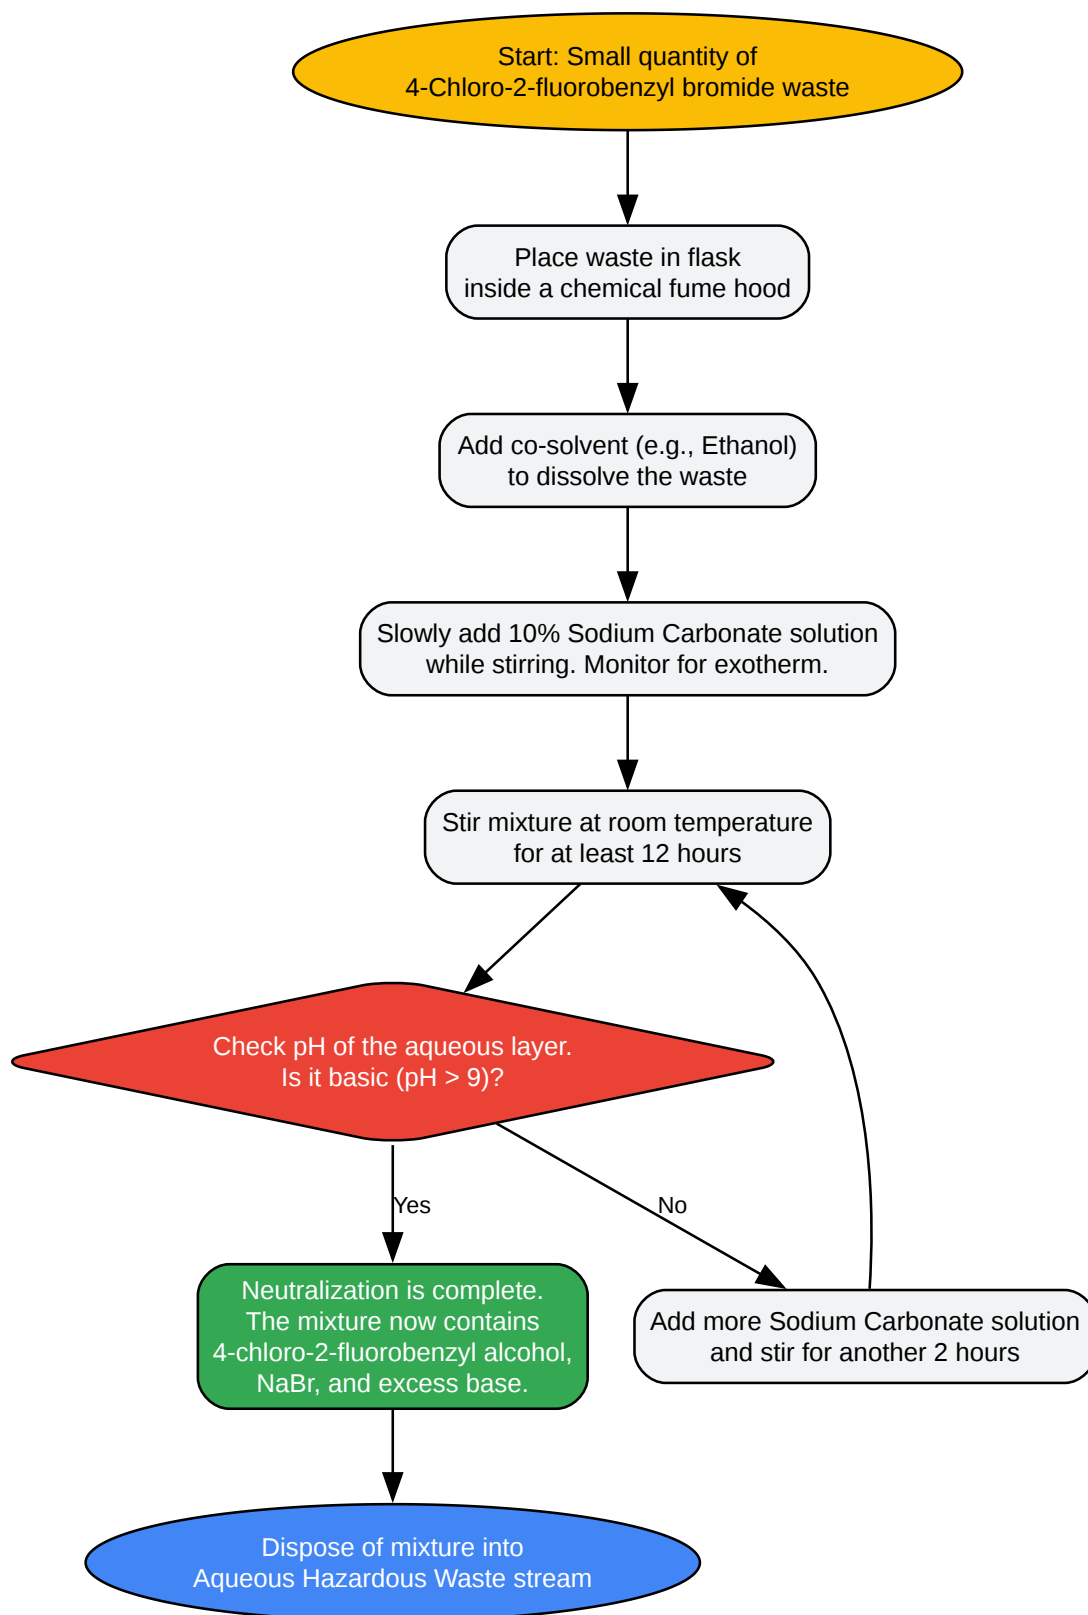 Start: Small quantity of
4-Chloro-2-fluorobenzyl bromide waste
Place waste in flask
inside a chemical fume hood
Add co-solvent (e.g., Ethanol)
to dissolve the waste
Slowly add 10% Sodium Carbonate solution
while stirring. Monitor for exotherm.
Stir mixture at room temperature
for at least 12 hours
Check pH of the aqueous layer.
Is it basic (pH > 9)?
Yes
No
Neutralization is complete.
The mixture now contains
4-chloro-2-fluorobenzyl alcohol,
NaBr, and excess base.
Add more Sodium Carbonate solution
and stir for another 2 hours
Dispose of mixture into
Aqueous Hazardous Waste stream